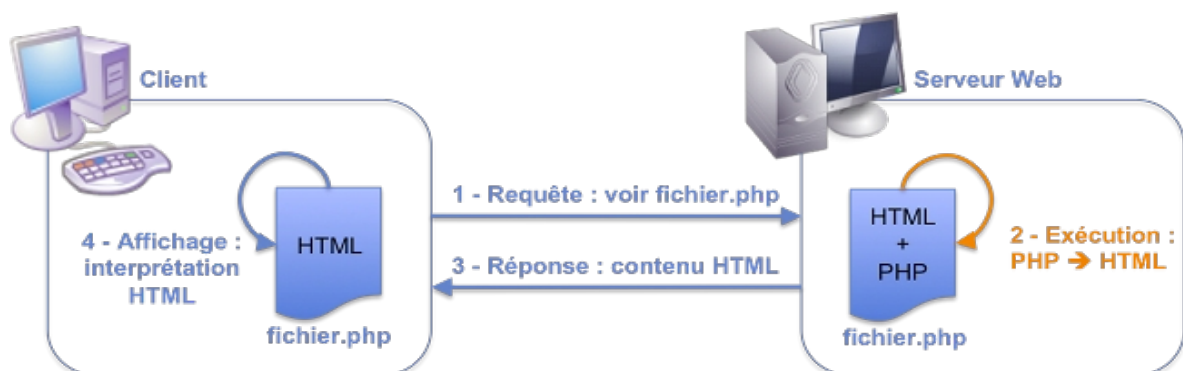 Client
Serveur Web
1 - Requête : voir fichier.php
4 - Affichage :
interprétation
HTML
HTML
3 - Réponse : contenu HTML
HTML
+
PHP
2 - Exécution :
PHP ➔ HTML
fichier.php
fichier.php